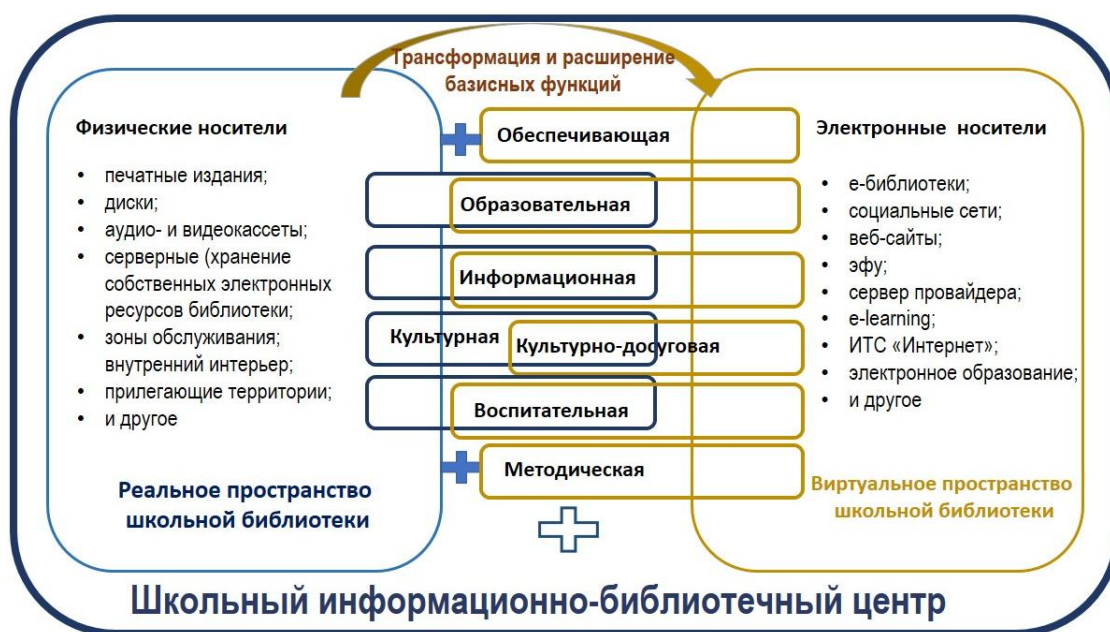 Трансформация и расширение
базисных функций
Физические носители
• печатные издания;
• диски;
• аудио- и видеокассеты;
• серверные (хранение
собственных электронных
ресурсов библиотеки;
• зоны обслуживания;
внутренний интерьер;
• прилегающие территории;
• и другое
Реальное пространство
школьной библиотеки
Обеспечивающая
Образовательная
Информационная
Культурная
Культурно-досуговая
Воспитательная
Методическая
Электронные носители
• е-библиотеки;
• социальные сети;
• веб-сайты;
• эфу;
• сервер провайдера;
• e-learning;
• ИТС «Интернет»;
• электронное образование;
• и другое
Виртуальное пространство
школьной библиотеки
Школьный информационно-библиотечный центр